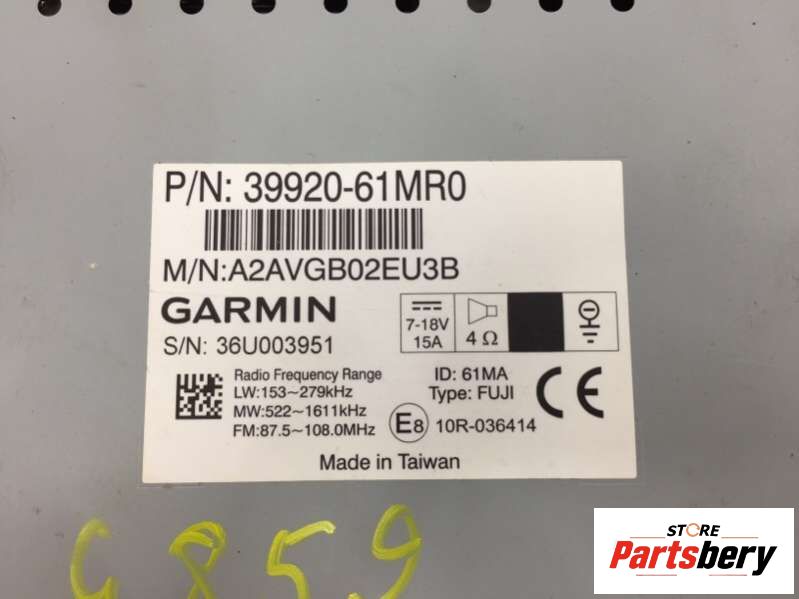 P/N: 39920-61MR0
M/N:A2AVGB02EU3B
GARMIN
S/N: 36U003951
7-18V
15A
4 Ω
Radio Frequency Range
LW:153~279kHz
MW:522~1611kHz
FM:87.5~108.0MHz
ID: 61MA
Type: FUJI
E8 10R-036414
CE
Made in Taiwan
G859
STORE
Partsbery